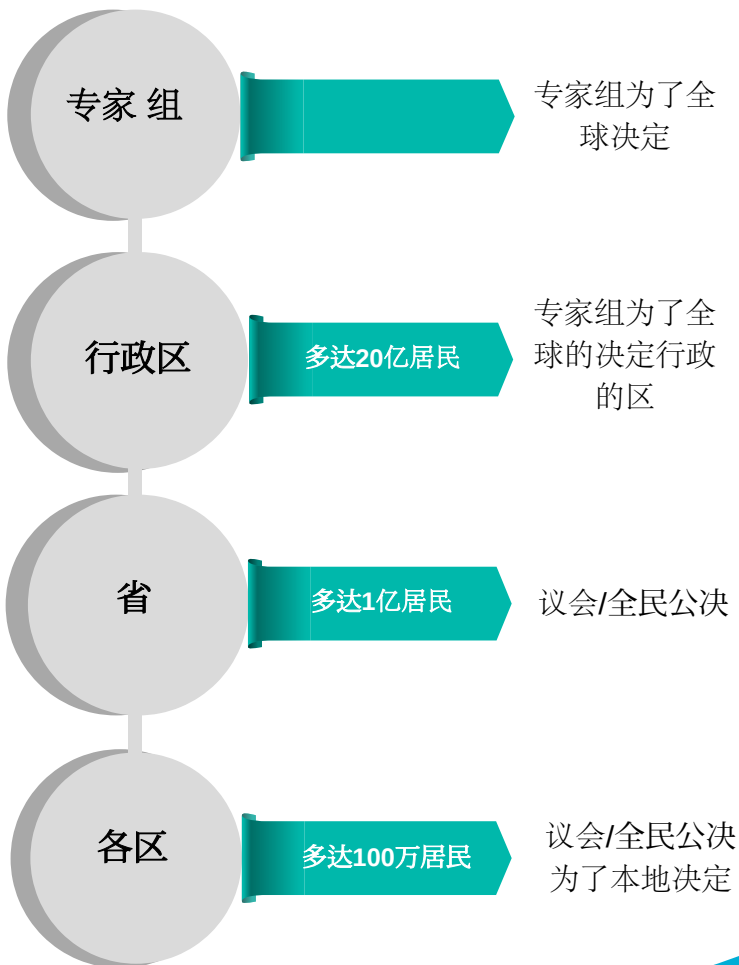 专家 组
专家组为了全
球决定
行政区
多达20亿居民
专家组为了全
球的决定行政
的区
省
多达1亿居民
议会/全民公决
各区
多达100万居民
议会/全民公决
为了本地决定